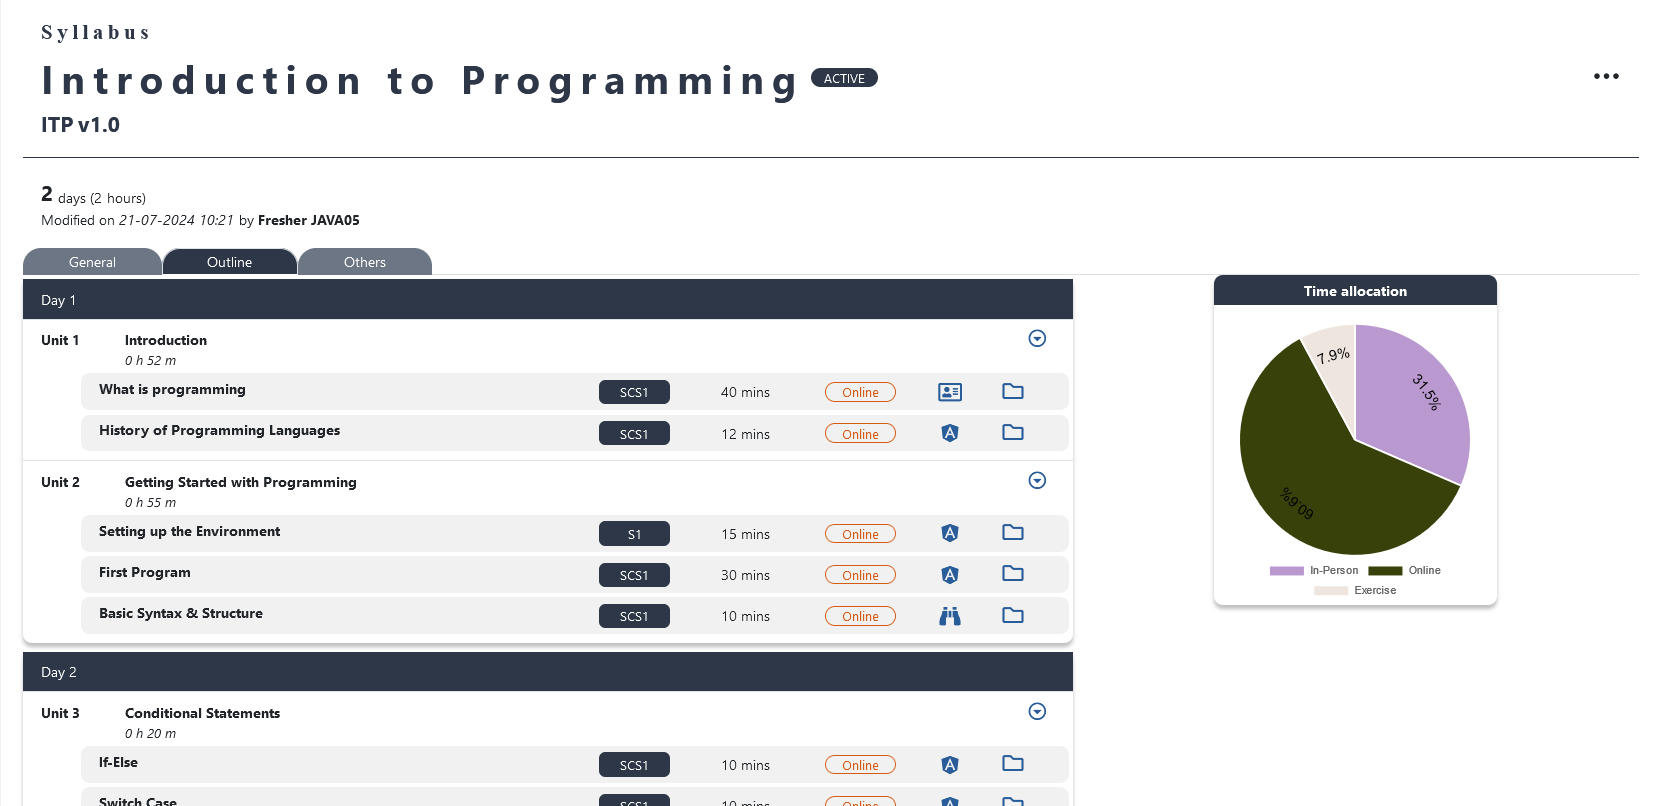 Syllabus
Introduction to Programming ACTIVE
ITP v1.0
2 days (2 hours)
Modified on 21-07-2024 10:21 by Fresher JAVA05
General Outline Others
Day 1
Unit 1 Introduction
0 h 52 m
What is programming SCS1 40 mins Online
History of Programming Languages SCS1 12 mins Online
Unit 2 Getting Started with Programming
0 h 55 m
Setting up the Environment S1 15 mins Online
First Program SCS1 30 mins Online
Basic Syntax & Structure SCS1 10 mins Online
Day 2
Unit 3 Conditional Statements
0 h 20 m
If-Else SCS1 10 mins Online
Switch Case SCS1 10 mins Online
Time allocation
7.9%
31.5%
60.6%
In-Person Online
Exercise